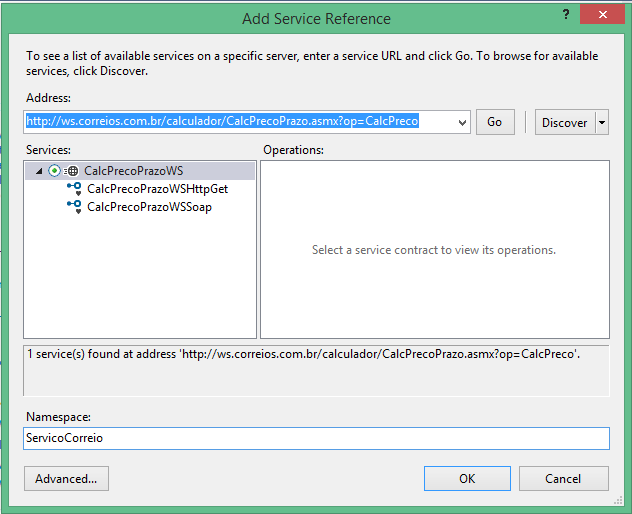 Add Service Reference
?
To see a list of available services on a specific server, enter a service URL and click Go. To browse for available
services, click Discover.
Address:
http://ws.correios.com.br/calculador/CalcPrecoPrazo.asmx?op=CalcPreco
Go
Discover
Services:
Operations:
CalcPrecoPrazoWS
CalcPrecoPrazoWSHttpGet
CalcPrecoPrazoWSSoap
Select a service contract to view its operations.
1 service(s) found at address 'http://ws.correios.com.br/calculador/CalcPrecoPrazo.asmx?op=CalcPreco'.
Namespace:
ServicoCorreio
Advanced...
OK
Cancel